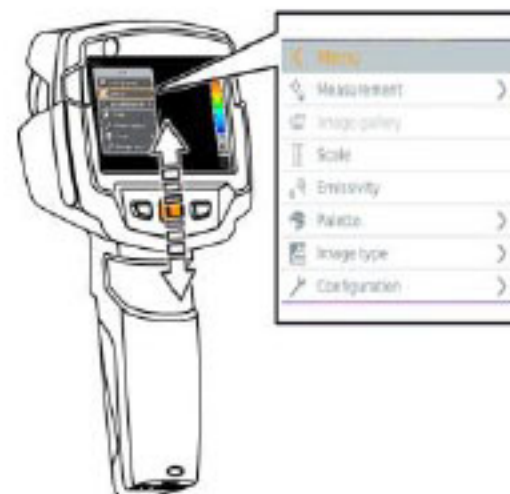 Menu
Measurement
Image gallery
Scale
Emissivity
Palette
Image type
Configuration